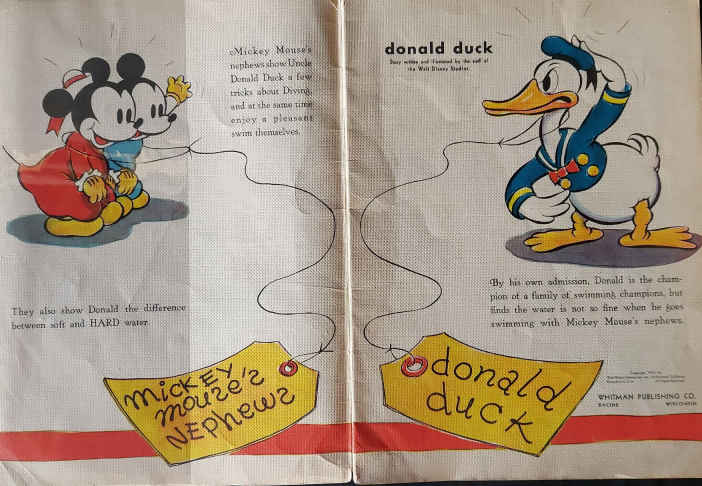 Mickey Mouse's
nephews show Uncle
Donald Duck a few
tricks about Diving,
and at the same time
enjoy a pleasant
swim themselves.
They also show Donald the difference
between soft and HARD water.
mickey
mouse's
Nephews
donald duck
Story written and illustrated by the staff of
the Walt Disney Studios.
By his own admission, Donald is the cham-
pion of a family of swimming champions, but
finds the water is not so fine when he goes
swimming with Mickey Mouse's nephews.
donald
duck
WHITMAN PUBLISHING CO.
RACINE WISCONSIN